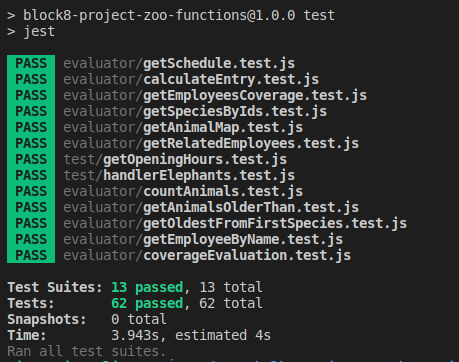 > block8-project-zoo-functions@1.0.0 test
> jest
PASS evaluator/getSchedule.test.js
PASS evaluator/calculateEntry.test.js
PASS evaluator/getEmployeesCoverage.test.js
PASS evaluator/getSpeciesByIds.test.js
PASS evaluator/getAnimalMap.test.js
PASS evaluator/getRelatedEmployees.test.js
PASS test/getOpeningHours.test.js
PASS test/handlerElephants.test.js
PASS evaluator/countAnimals.test.js
PASS evaluator/getAnimalsOlderThan.test.js
PASS evaluator/getOldestFromFirstSpecies.test.js
PASS evaluator/getEmployeeByName.test.js
PASS evaluator/coverageEvaluation.test.js
Test Suites: 13 passed, 13 total
Tests: 62 passed, 62 total
Snapshots: 0 total
Time: 3.943s, estimated 4s
Ran all test suites.